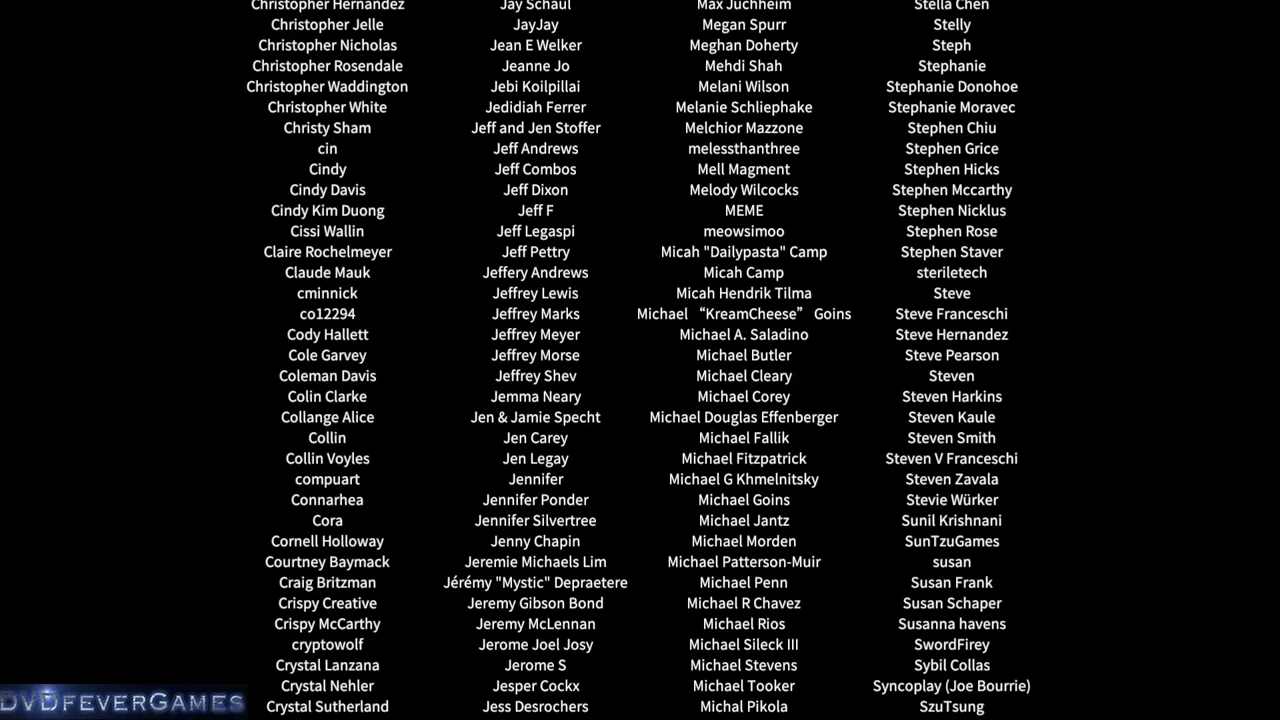 Christopher Hernandez
Christopher Jelle
Christopher Nicholas
Christopher Rosendale
Christopher Waddington
Christopher White
Christy Sham
cin
Cindy
Cindy Davis
Cindy Kim Duong
Cissi Wallin
Claire Rochelmeyer
Claude Mauk
cminnick
co12294
Cody Hallett
Cole Garvey
Coleman Davis
Colin Clarke
Collange Alice
Collin
Collin Voyles
compuart
Connarhea
Cora
Cornell Holloway
Courtney Baymack
Craig Britzman
Crispy Creative
Crispy McCarthy
cryptowolf
Crystal Lanzana
Crystal Nehler
Crystal Sutherland
Jay Schaul
JayJay
Jean E Welker
Jeanne Jo
Jebi Koilpillai
Jedidiah Ferrer
Jeff and Jen Stoffer
Jeff Andrews
Jeff Combos
Jeff Dixon
Jeff F
Jeff Legaspi
Jeff Pettry
Jeffery Andrews
Jeffrey Lewis
Jeffrey Marks
Jeffrey Meyer
Jeffrey Morse
Jeffrey Shev
Jemma Neary
Jen & Jamie Specht
Jen Carey
Jen Legay
Jennifer
Jennifer Ponder
Jennifer Silvertree
Jenny Chapin
Jeremie Michaels Lim
Jérémy "Mystic" Depraetere
Jeremy Gibson Bond
Jeremy McLennan
Jerome Joel Josy
Jerome S
Jesper Cockx
Jess Desrochers
Max Juchheim
Megan Spurr
Meghan Doherty
Mehdi Shah
Melani Wilson
Melanie Schliephake
Melchior Mazzone
melessthanthree
Mell Magment
Melody Wilcocks
MEME
meowsimoo
Micah "Dailypasta" Camp
Micah Camp
Micah Hendrik Tilma
Michael “KreamCheese” Goins
Michael A. Saladino
Michael Butler
Michael Cleary
Michael Corey
Michael Douglas Effenberger
Michael Fallik
Michael Fitzpatrick
Michael G Khmelnitsky
Michael Goins
Michael Jantz
Michael Morden
Michael Patterson-Muir
Michael Penn
Michael R Chavez
Michael Rios
Michael Sileck III
Michael Stevens
Michael Tooker
Michal Pikola
Stella Chen
Stelly
Steph
Stephanie
Stephanie Donohoe
Stephanie Moravec
Stephen Chiu
Stephen Grice
Stephen Hicks
Stephen Mccarthy
Stephen Nicklus
Stephen Rose
Stephen Staver
steriletech
Steve
Steve Franceschi
Steve Hernandez
Steve Pearson
Steven
Steven Harkins
Steven Kaule
Steven Smith
Steven V Franceschi
Steven Zavala
Stevie Würker
Sunil Krishnani
SunTzuGames
susan
Susan Frank
Susan Schaper
Susanna havens
SwordFirey
Sybil Collas
Syncoplay (Joe Bourrie)
SzuTsung
DVDFEVERGAMES